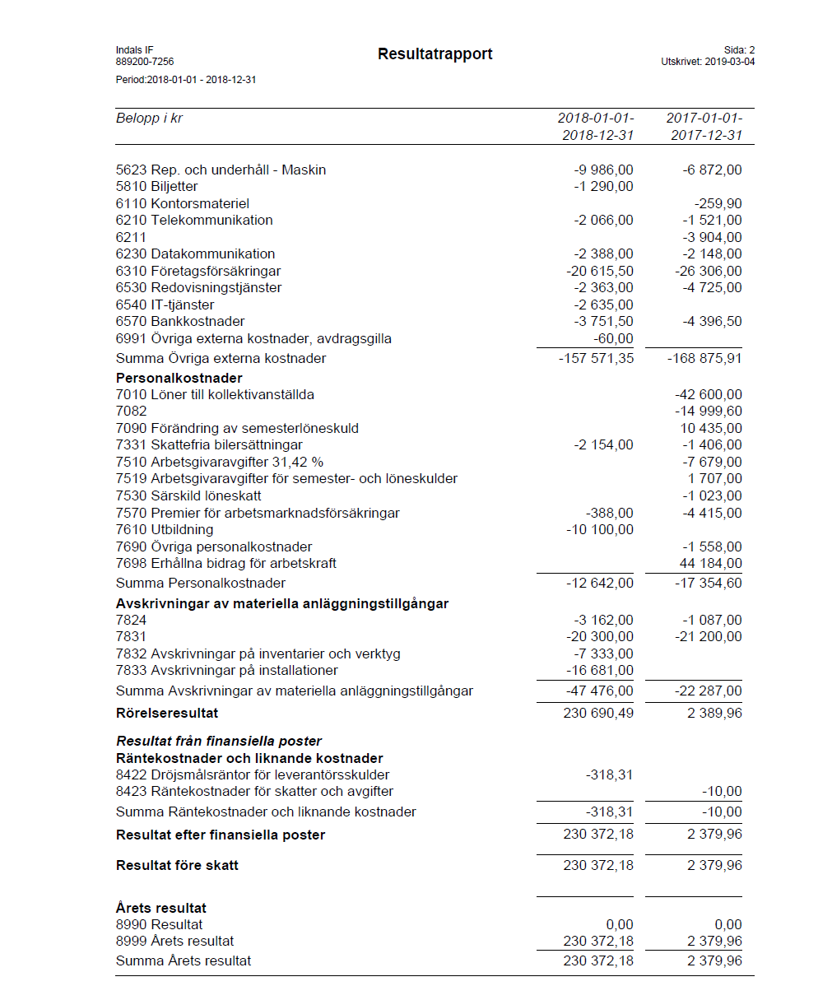 Indals IF
889200-7256
Resultatrapport
Sida: 2
Utskrivet: 2019-03-04
Period:2018-01-01 - 2018-12-31
Belopp i kr 2018-01-01- 2017-01-01-
2018-12-31 2017-12-31
5623 Rep. och underhåll - Maskin -9 986,00 -6 872,00
5810 Biljetter -1 290,00
6110 Kontorsmateriel -259,90
6210 Telekommunikation -2 066,00 -1 521,00
6211 -3 904,00
6230 Datakommunikation -2 388,00 -2 148,00
6310 Företagsförsäkringar -20 615,50 -26 306,00
6530 Redovisningstjänster -2 363,00 -4 725,00
6540 IT-tjänster -2 635,00
6570 Bankkostnader -3 751,50 -4 396,50
6991 Övriga externa kostnader, avdragsgilla -60,00
Summa Övriga externa kostnader -157 571,35 -168 875,91
Personalkostnader
7010 Löner till kollektivanställda -42 600,00
7082 -14 999,60
7090 Förändring av semesterlöneskuld 10 435,00
7331 Skattefria bilersättningar -2 154,00 -1 406,00
7510 Arbetsgivaravgifter 31,42 % -7 679,00
7519 Arbetsgivaravgifter för semester- och löneskulder 1 707,00
7530 Särskild löneskatt -1 023,00
7570 Premier för arbetsmarknadsförsäkringar -388,00 -4 415,00
7610 Utbildning -10 100,00
7690 Övriga personalkostnader -1 558,00
7698 Erhållna bidrag för arbetskraft 44 184,00
Summa Personalkostnader -12 642,00 -17 354,60
Avskrivningar av materiella anläggningstillgångar
7824 -3 162,00 -1 087,00
7831 -20 300,00 -21 200,00
7832 Avskrivningar på inventarier och verktyg -7 333,00
7833 Avskrivningar på installationer -16 681,00
Summa Avskrivningar av materiella anläggningstillgångar -47 476,00 -22 287,00
Rörelseresultat 230 690,49 2 389,96
Resultat från finansiella poster
Räntekostnader och liknande kostnader
8422 Dröjsmålsräntor för leverantörsskulder -318,31
8423 Räntekostnader för skatter och avgifter -10,00
Summa Räntekostnader och liknande kostnader -318,31 -10,00
Resultat efter finansiella poster 230 372,18 2 379,96
Resultat före skatt 230 372,18 2 379,96
Årets resultat
8990 Resultat 0,00 0,00
8999 Årets resultat 230 372,18 2 379,96
Summa Årets resultat 230 372,18 2 379,96